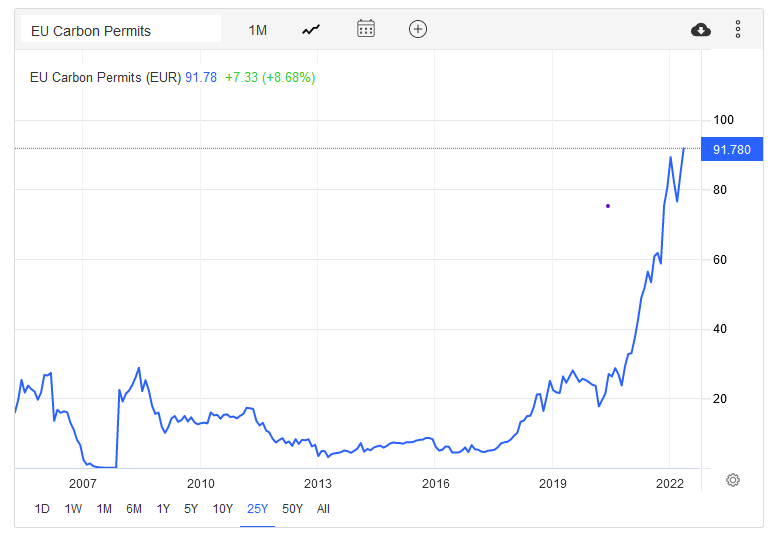 EU Carbon Permits 1M
EU Carbon Permits (EUR) 91.78 +7.33 (+8.68%)
100
91.780
80
60
40
20
2007 2010 2013 2016 2019 2022
1D 1W 1M 6M 1Y 5Y 10Y 25Y 50Y All